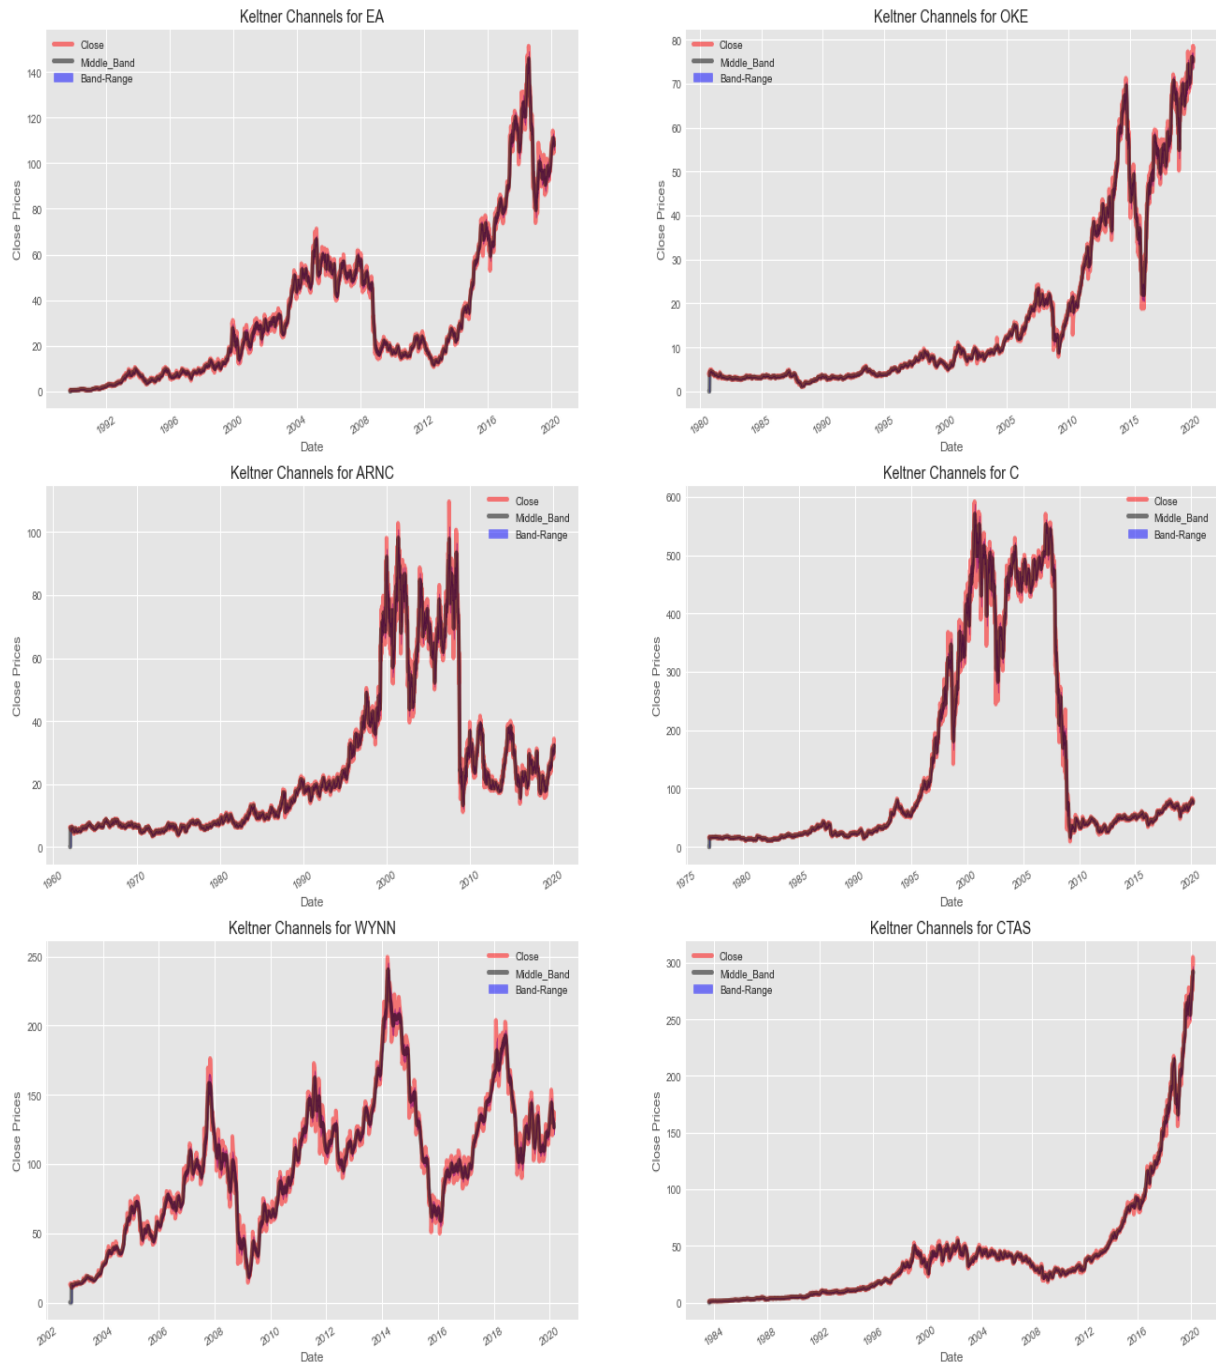 Keltner Channels for EA
Close
Middle_Band
Band-Range
Close Prices
140
120
100
80
60
40
20
0
1992
1996
2000
2004
2008
2012
2016
2020
Date
Keltner Channels for OKE
Close
Middle_Band
Band-Range
Close Prices
80
70
60
50
40
30
20
10
0
1980
1985
1990
1995
2000
2005
2010
2015
2020
Date
Keltner Channels for ARNC
Close
Middle_Band
Band-Range
Close Prices
100
80
60
40
20
0
1960
1970
1980
1990
2000
2010
2020
Date
Keltner Channels for C
Close
Middle_Band
Band-Range
Close Prices
600
500
400
300
200
100
0
1975
1980
1985
1990
1995
2000
2005
2010
2015
2020
Date
Keltner Channels for WYNN
Close
Middle_Band
Band-Range
Close Prices
250
200
150
100
50
0
2002
2004
2006
2008
2010
2012
2014
2016
2018
2020
Date
Keltner Channels for CTAS
Close
Middle_Band
Band-Range
Close Prices
300
250
200
150
100
50
0
1984
1988
1992
1996
2000
2004
2008
2012
2016
2020
Date